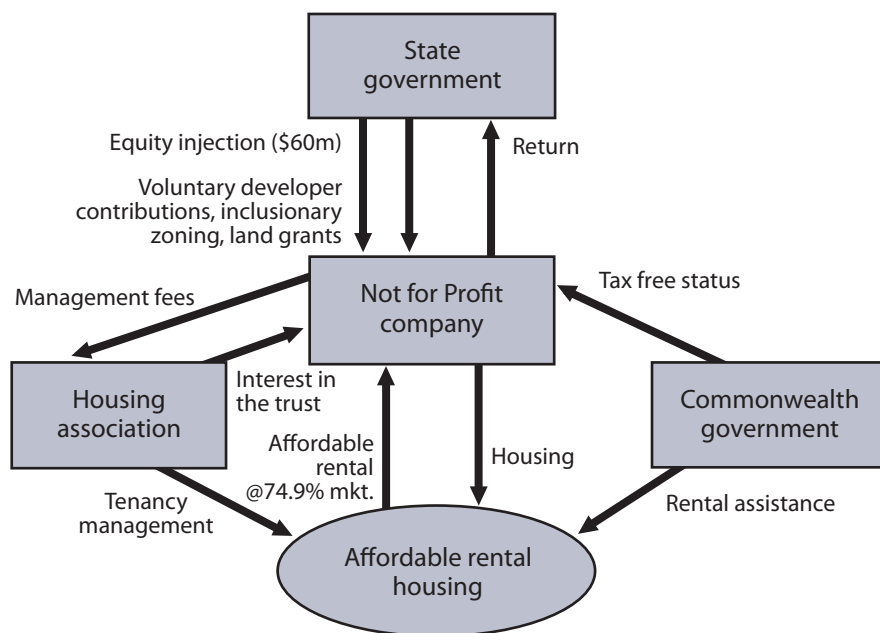 State
government
Equity injection ($60m)
Return
Voluntary developer
contributions, inclusionary
zoning, land grants
Management fees
Not for Profit
company
Tax free status
Housing
association
Interest in
the trust
Commonwealth
government
Affordable
rental
@74.9% mkt.
Housing
Tenancy
management
Rental assistance
Affordable rental
housing